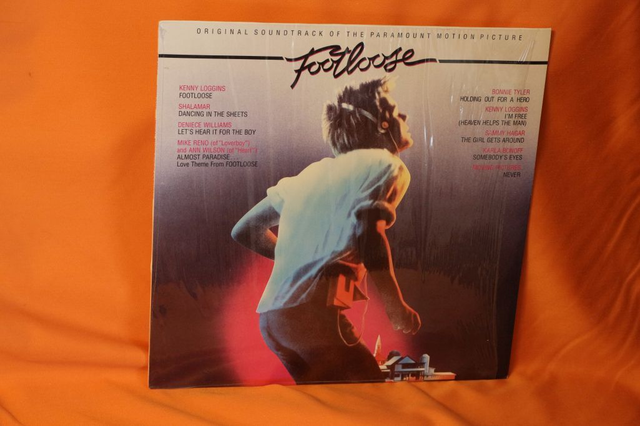 ORIGINAL SOUNDTRACK OF THE PARAMOUNT MOTION PICTURE
Footloose
KENNY LOGGINS
FOOTLOOSE
SHALAMAR
DANCING IN THE SHEETS
DENIECE WILLIAMS
LET'S HEAR IT FOR THE BOY
MIKE RENO (of "Loverboy")
and ANN WILSON (of "Heart")
ALMOST PARADISE...
Love Theme From FOOTLOOSE
BONNIE TYLER
HOLDING OUT FOR A HERO
KENNY LOGGINS
I'M FREE
(HEAVEN HELPS THE MAN)
SAMMY HAGAR
THE GIRL GETS AROUND
KARLA BONOFF
SOMEBODY'S EYES
NEVER